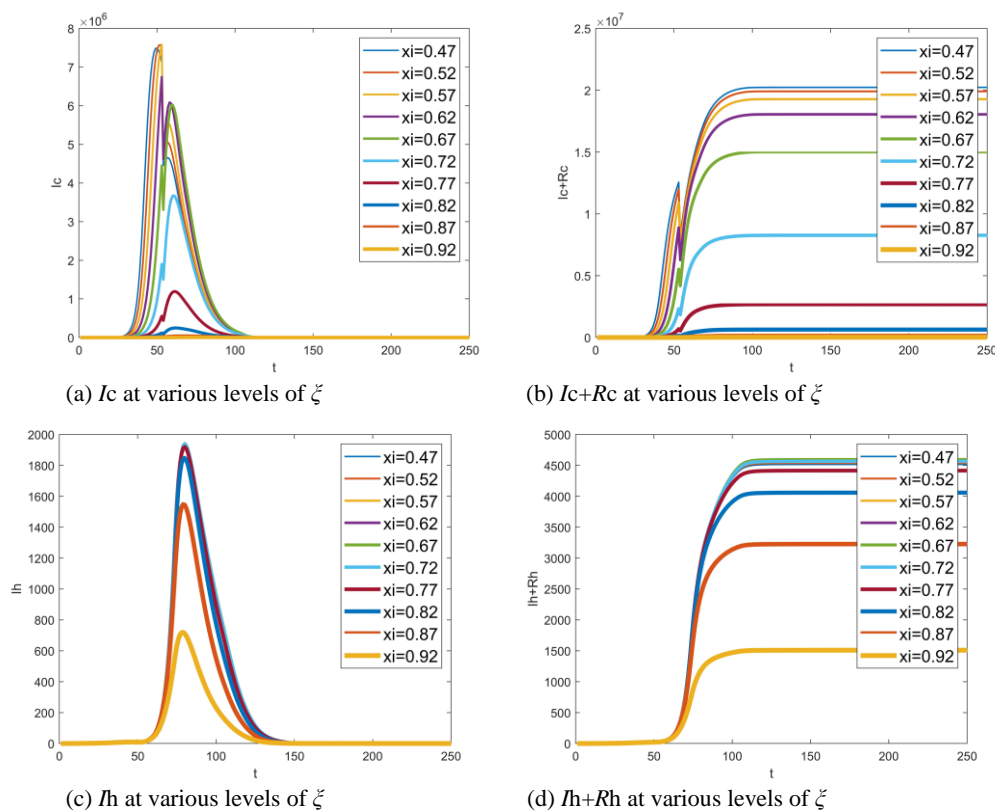 ×10⁶
8
7
6
5
4
3
2
1
0
Ic
0 50 100 150 200 250
t
xi=0.47
xi=0.52
xi=0.57
xi=0.62
xi=0.67
xi=0.72
xi=0.77
xi=0.82
xi=0.87
xi=0.92
(a) Ic at various levels of ξ
×10⁷
2.5
2
1.5
1
0.5
0
Ic+Rc
0 50 100 150 200 250
t
xi=0.47
xi=0.52
xi=0.57
xi=0.62
xi=0.67
xi=0.72
xi=0.77
xi=0.82
xi=0.87
xi=0.92
(b) Ic+Rc at various levels of ξ
2000
1800
1600
1400
1200
1000
800
600
400
200
0
Ih
0 50 100 150 200 250
t
xi=0.47
xi=0.52
xi=0.57
xi=0.62
xi=0.67
xi=0.72
xi=0.77
xi=0.82
xi=0.87
xi=0.92
(c) Ih at various levels of ξ
5000
4500
4000
3500
3000
2500
2000
1500
1000
500
0
Ih+Rh
0 50 100 150 200 250
t
xi=0.47
xi=0.52
xi=0.57
xi=0.62
xi=0.67
xi=0.72
xi=0.77
xi=0.82
xi=0.87
xi=0.92
(d) Ih+Rh at various levels of ξ